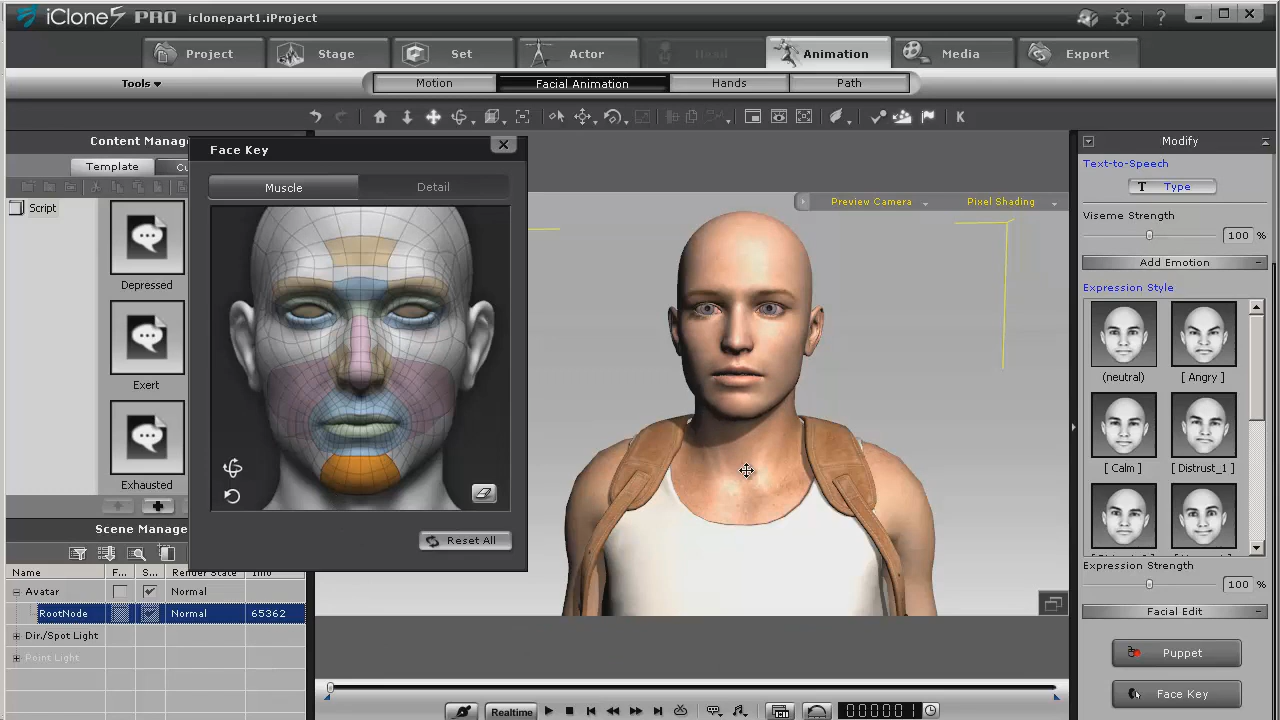 iClone5 PRO iclonepart1.iProject
?
Project Stage Set Actor Head Animation Media Export
Tools
Motion Facial Animation Hands Path
K
Content Manag
Template Cu
Script
Depressed
Exert
Exhausted
Face Key
Muscle Detail
Reset All
Preview Camera Pixel Shading
Modify
Text-to-Speech
T Type
Viseme Strength
100 %
Add Emotion
Expression Style
(neutral) [ Angry ]
[ Calm ] [ Distrust_1 ]
Expression Strength
100 %
Facial Edit
Puppet
Face Key
Scene Manage
Name F... S... Render State Info
Avatar Normal
RootNode Normal 65362
Dir./Spot Light
Point Light
Realtime 000001